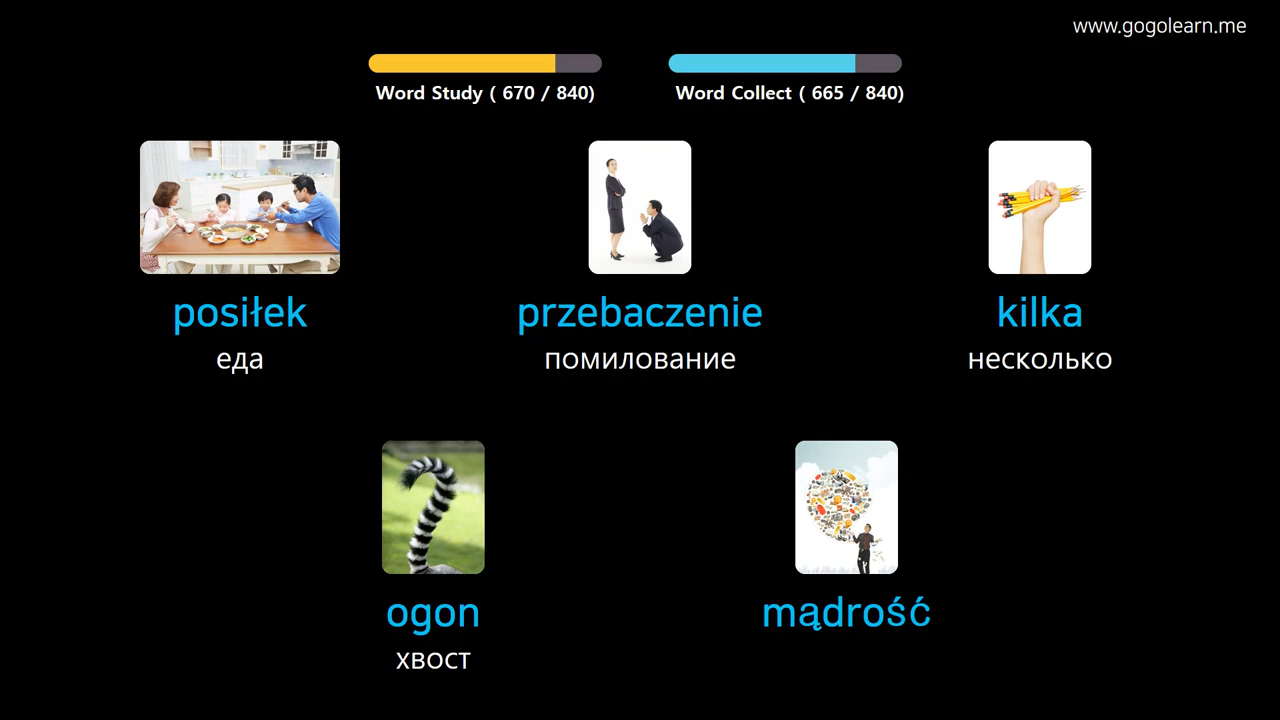 www.gogolearn.me
Word Study ( 670 / 840)
Word Collect ( 665 / 840)
posiłek
przebaczenie
kilka
еда
помилование
несколько
ogon
mądrość
хвост